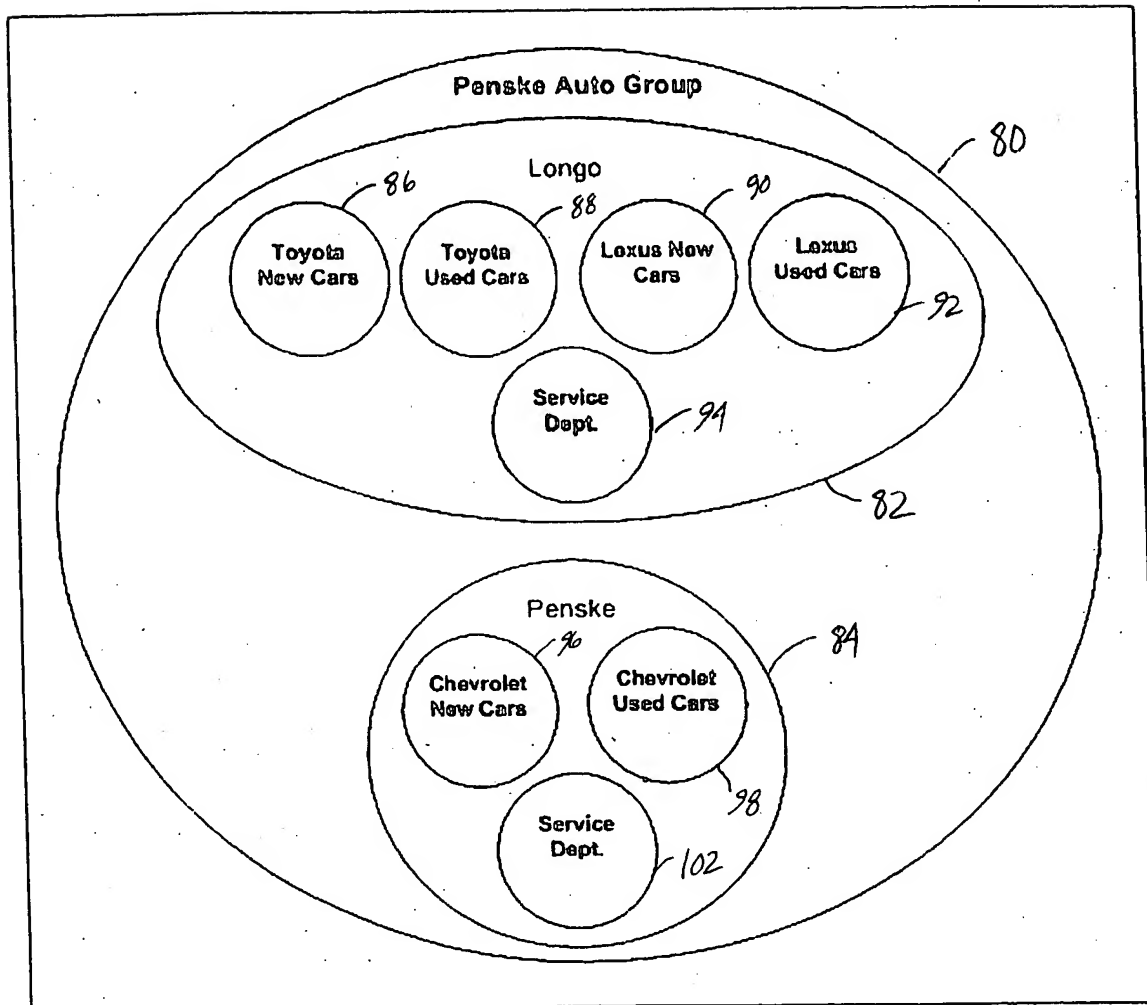 Penske Auto Group
80
Longo
86
88
90
Toyota
New Cars
Toyota
Used Cars
Lexus New
Cars
Lexus
Used Cars
92
Service
Dept.
94
82
Penske
96
84
Chevrolet
New Cars
Chevrolet
Used Cars
98
Service
Dept.
102